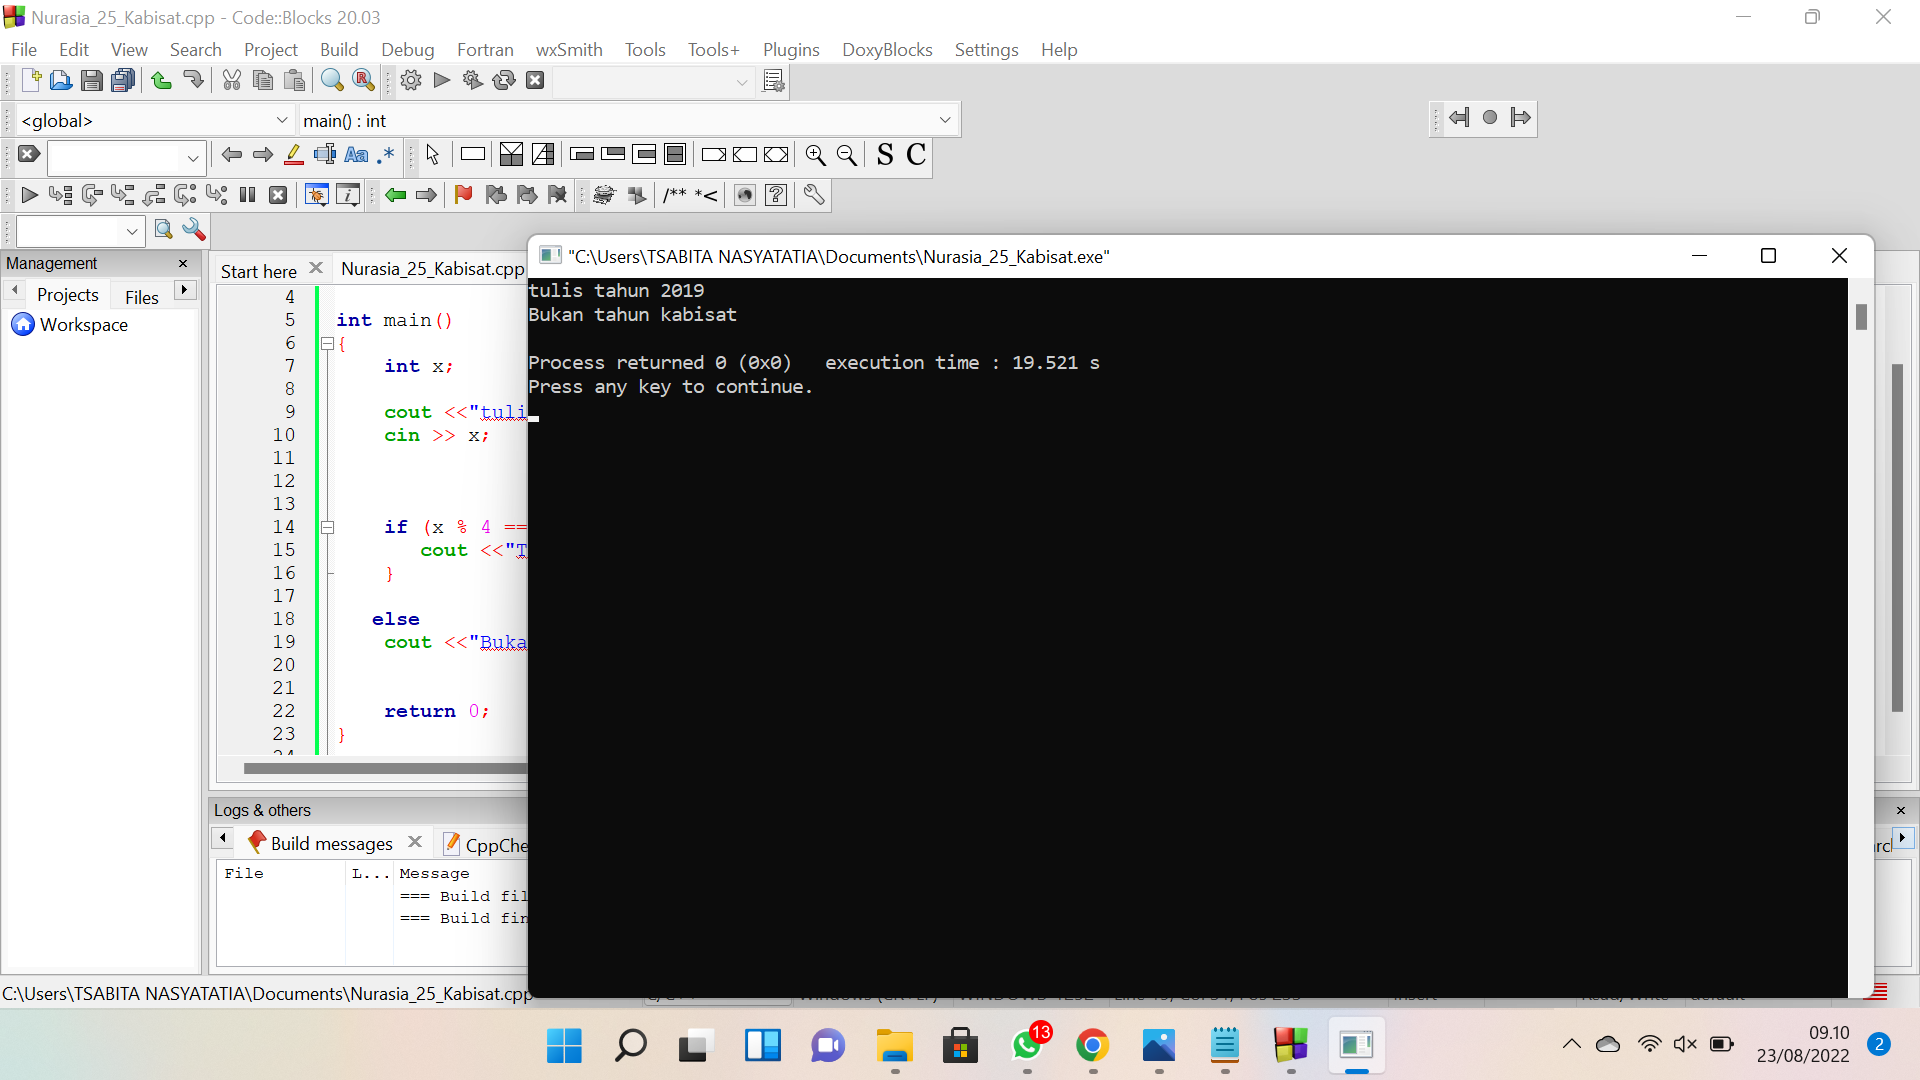 Nurasia_25_Kabisat.cpp - Code::Blocks 20.03
File Edit View Search Project Build Debug Fortran wxSmith Tools Tools+ Plugins DoxyBlocks Settings Help
<global> main() : int
Aa .* S C
/** *<
Management
Projects Files
Workspace
Start here Nurasia_25_Kabisat.cpp
4
5 int main()
6 {
7 int x;
8
9 cout <<"tuli
10 cin >> x;
11
12
13
14 if (x % 4 ==
15 cout <<"T
16 }
17
18 else
19 cout <<"Buka
20
21
22 return 0;
23 }
24
"C:\Users\TSABITA NASYATATIA\Documents\Nurasia_25_Kabisat.exe"
tulis tahun 2019
Bukan tahun kabisat
Process returned 0 (0x0) execution time : 19.521 s
Press any key to continue.
Logs & others
Build messages CppChe
File L... Message
=== Build fil
=== Build fin
C:\Users\TSABITA NASYATATIA\Documents\Nurasia_25_Kabisat.cpp
13
09.10
23/08/2022
2